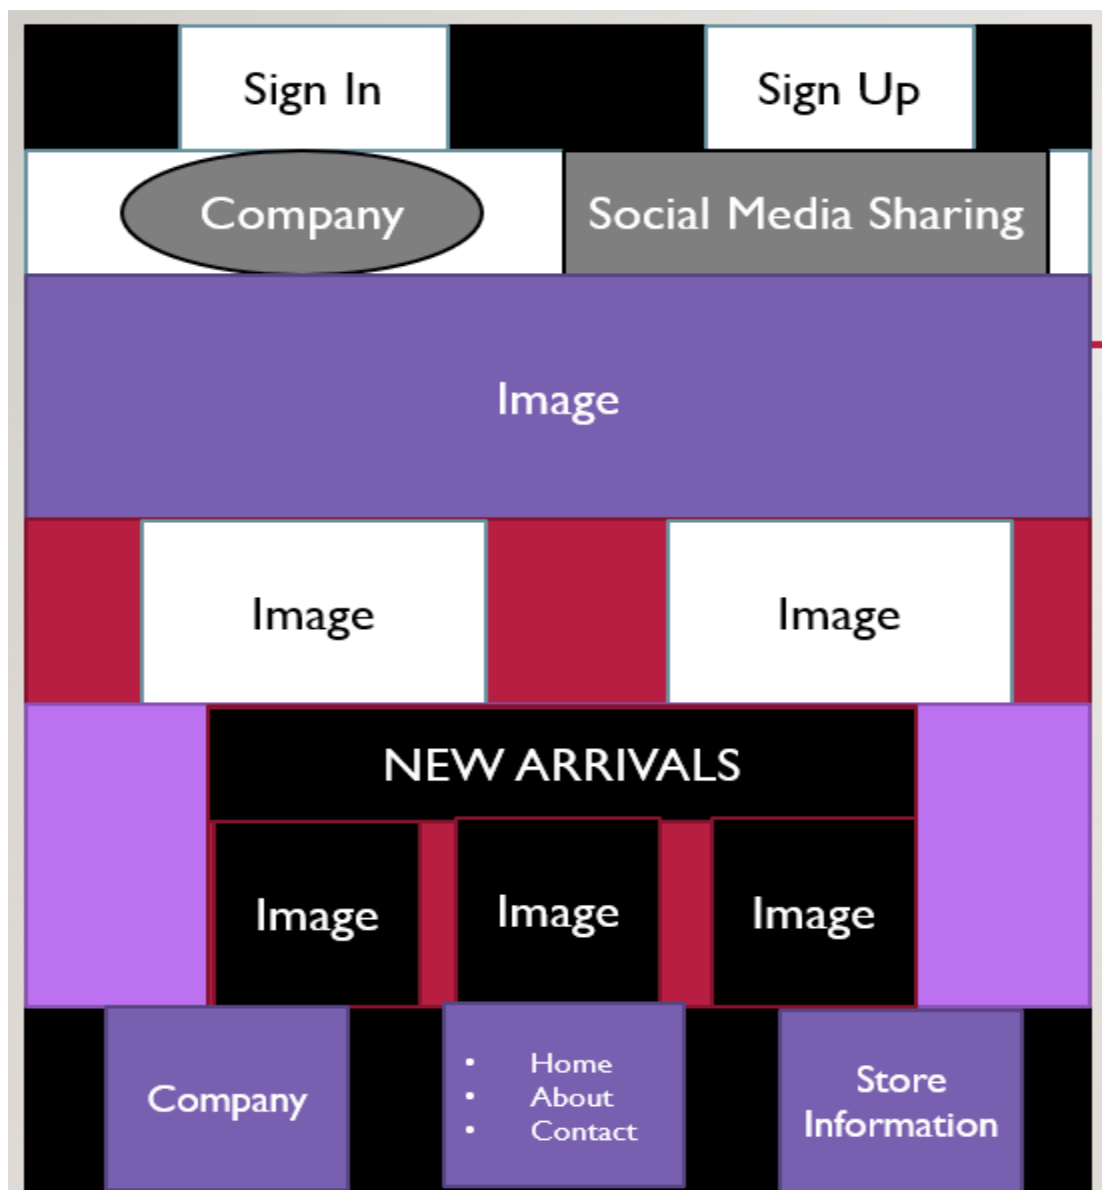 Sign In
Sign Up
Company
Social Media Sharing
Image
Image
Image
NEW ARRIVALS
Image
Image
Image
Company
• Home
• About
• Contact
Store
Information